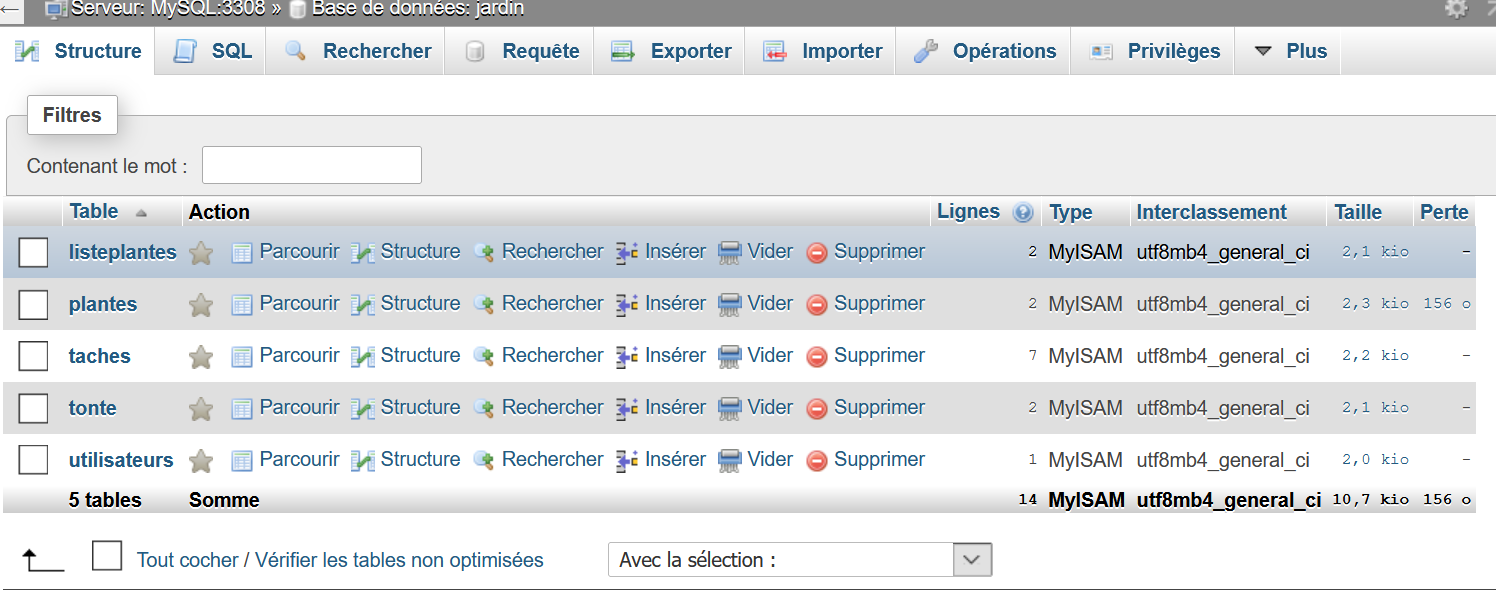 Serveur: MySQL:3308 » Base de données: jardin
Structure SQL Rechercher Requête Exporter Importer Opérations Privilèges Plus
Filtres
Contenant le mot :
Table Action Lignes Type Interclassement Taille Perte
listeplantes Parcourir Structure Rechercher Insérer Vider Supprimer 2 MyISAM utf8mb4_general_ci 2,1 kio -
plantes Parcourir Structure Rechercher Insérer Vider Supprimer 2 MyISAM utf8mb4_general_ci 2,3 kio 156 o
taches Parcourir Structure Rechercher Insérer Vider Supprimer 7 MyISAM utf8mb4_general_ci 2,2 kio -
tonte Parcourir Structure Rechercher Insérer Vider Supprimer 2 MyISAM utf8mb4_general_ci 2,1 kio -
utilisateurs Parcourir Structure Rechercher Insérer Vider Supprimer 1 MyISAM utf8mb4_general_ci 2,0 kio -
5 tables Somme 14 MyISAM utf8mb4_general_ci 10,7 kio 156 o
Tout cocher / Vérifier les tables non optimisées Avec la sélection :